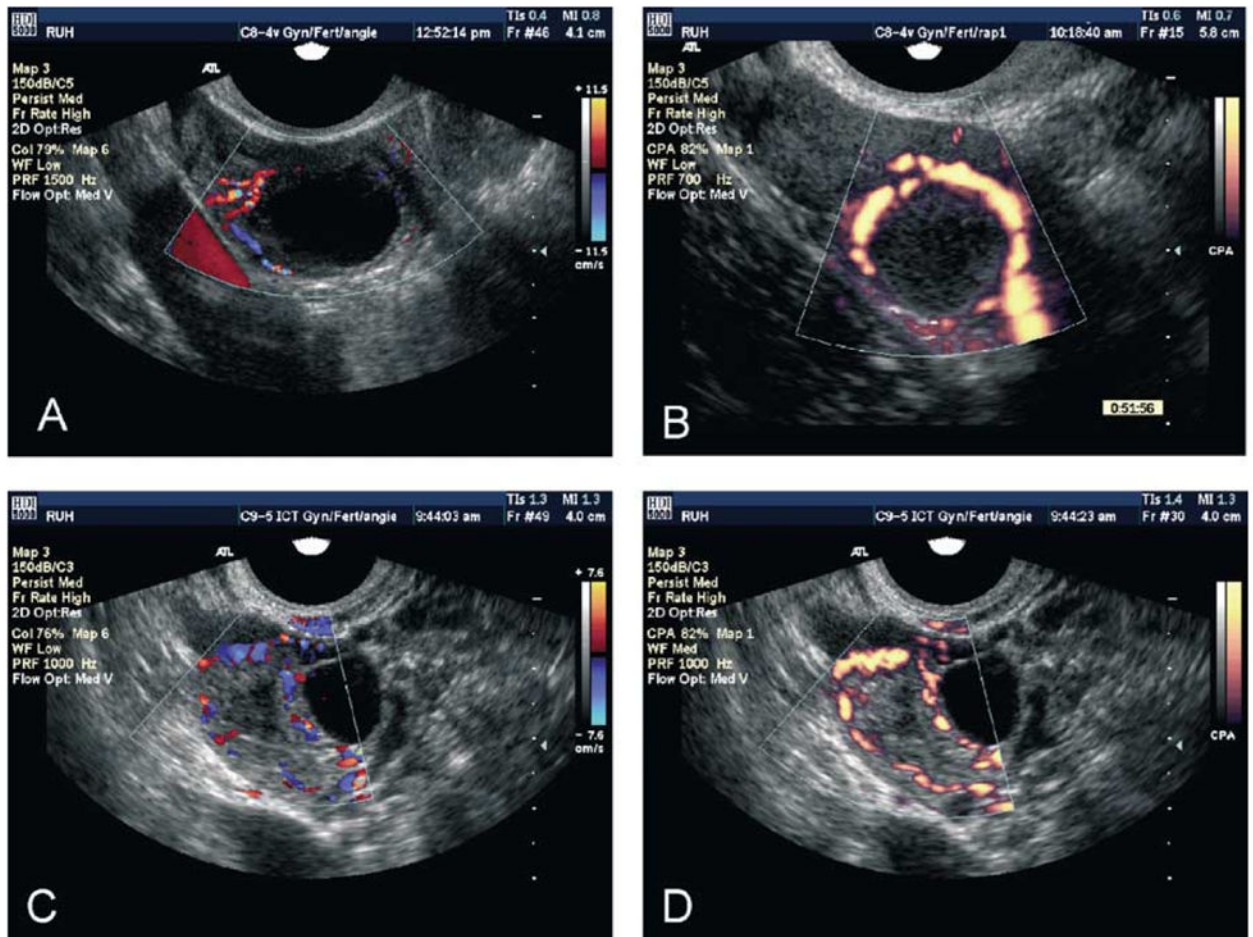 HDI 5000 RUH C8-4v Gyn/Fert/angie 12:52:14 pm TIs 0.4 MI 0.8
Fr #46 4.1 cm
ATL
Map 3
150dB/C5
Persist Med
Fr Rate High
2D Opt:Res
Col 79% Map 6
WF Low
PRF 1500 Hz
Flow Opt: Med V
+ 11.5
- 11.5
cm/s
A
HDI 5000 RUH C8-4v Gyn/Fert/rap1 10:18:40 am TIs 0.6 MI 0.7
Fr #15 5.8 cm
ATL
Map 3
150dB/C5
Persist Med
Fr Rate High
2D Opt:Res
CPA 82% Map 1
WF Low
PRF 700 Hz
Flow Opt: Med V
CPA
0:51:56
B
HDI 5000 RUH C9-5 ICT Gyn/Fert/angie 9:44:03 am TIs 1.3 MI 1.3
Fr #49 4.0 cm
ATL
Map 3
150dB/C3
Persist Med
Fr Rate High
2D Opt:Res
Col 76% Map 6
WF Low
PRF 1000 Hz
Flow Opt: Med V
+ 7.6
- 7.6
cm/s
C
HDI 5000 RUH C9-5 ICT Gyn/Fert/angie 9:44:23 am TIs 1.4 MI 1.3
Fr #30 4.0 cm
ATL
Map 3
150dB/C3
Persist Med
Fr Rate High
2D Opt:Res
CPA 82% Map 1
WF Med
PRF 1000 Hz
Flow Opt: Med V
CPA
D